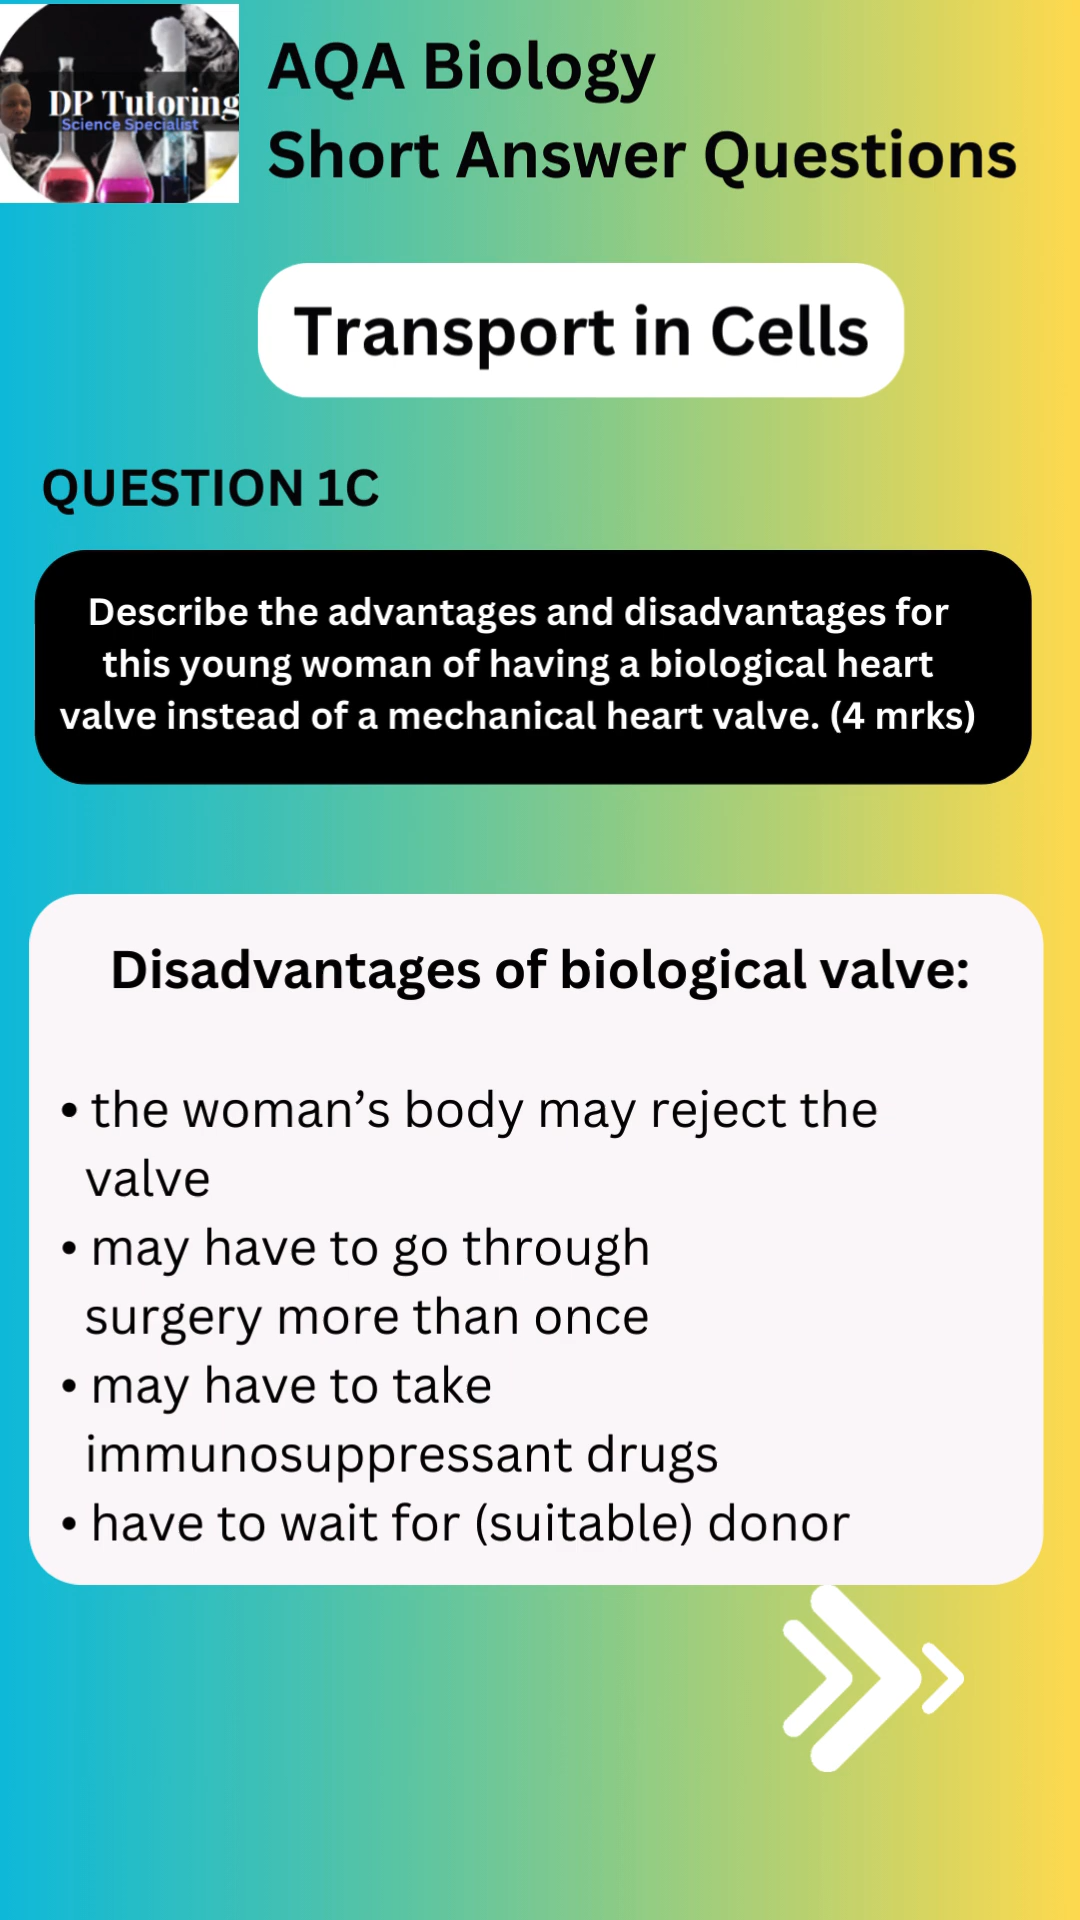 DP Tutoring
Science Specialist
AQA Biology
Short Answer Questions
Transport in Cells
QUESTION 1C
Describe the advantages and disadvantages for
this young woman of having a biological heart
valve instead of a mechanical heart valve. (4 mrks)
Disadvantages of biological valve:
• the woman’s body may reject the
valve
• may have to go through
surgery more than once
• may have to take
immunosuppressant drugs
• have to wait for (suitable) donor